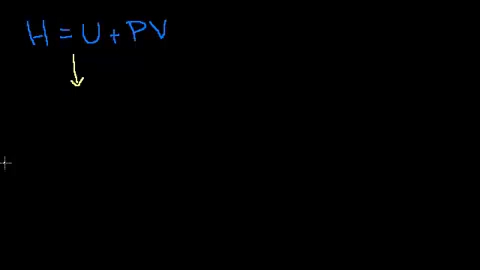 H = U + PV